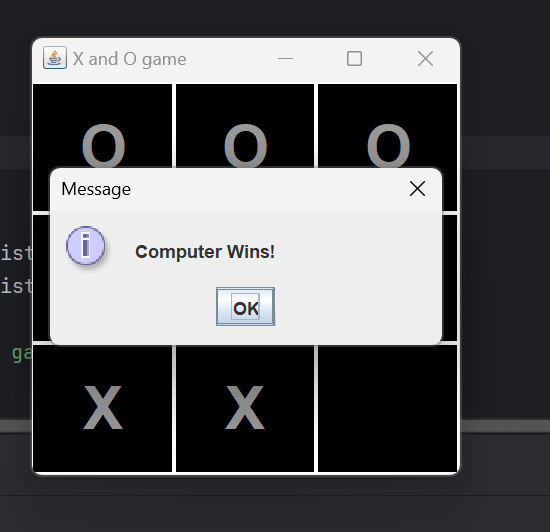 X and O game
O O O
Message
ist
i Computer Wins!
ist
OK
ga
X X